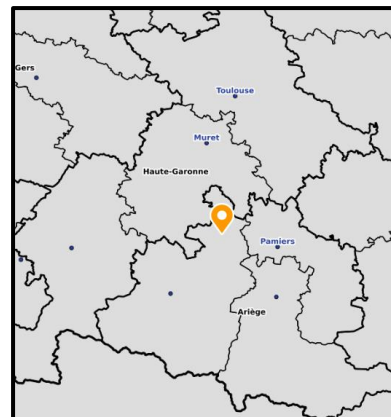 Gers
Toulouse
Muret
Haute-Garonne
Pamiers
Ariège